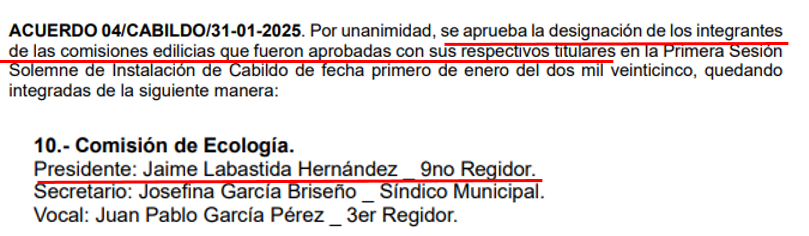 ACUERDO 04/CABILDO/31-01-2025. Por unanimidad, se aprueba la designación de los integrantes
de las comisiones edilicias que fueron aprobadas con sus respectivos titulares en la Primera Sesión
Solemne de Instalación de Cabildo de fecha primero de enero del dos mil veinticinco, quedando
integradas de la siguiente manera:
10.- Comisión de Ecología.
Presidente: Jaime Labastida Hernández _ 9no Regidor.
Secretario: Josefina García Briseño _ Síndico Municipal.
Vocal: Juan Pablo García Pérez _ 3er Regidor.